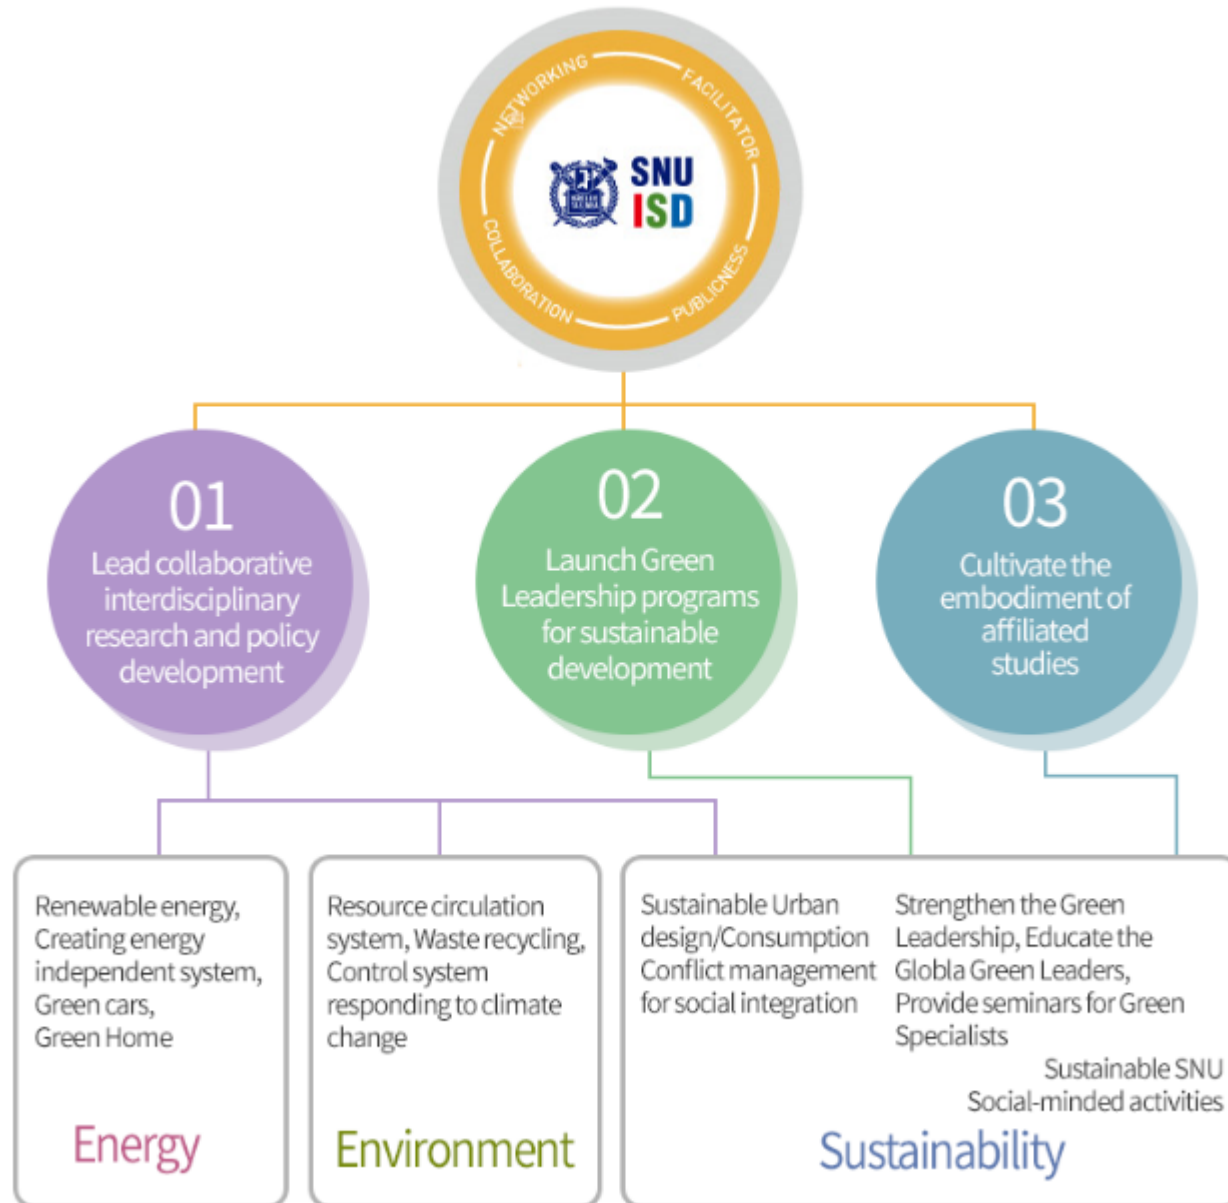 NETWORKING
FACILITATOR
COLLABORATION
PUBLICNESS
SNU
ISD
01
Lead collaborative
interdisciplinary
research and policy
development
02
Launch Green
Leadership programs
for sustainable
development
03
Cultivate the
embodiment of
affiliated
studies
Renewable energy,
Creating energy
independent system,
Green cars,
Green Home
Energy
Resource circulation
system, Waste recycling,
Control system
responding to climate
change
Environment
Sustainable Urban
design/Consumption
Conflict management
for social integration
Strengthen the Green
Leadership, Educate the
Globla Green Leaders,
Provide seminars for Green
Specialists
Sustainable SNU
Social-minded activities
Sustainability